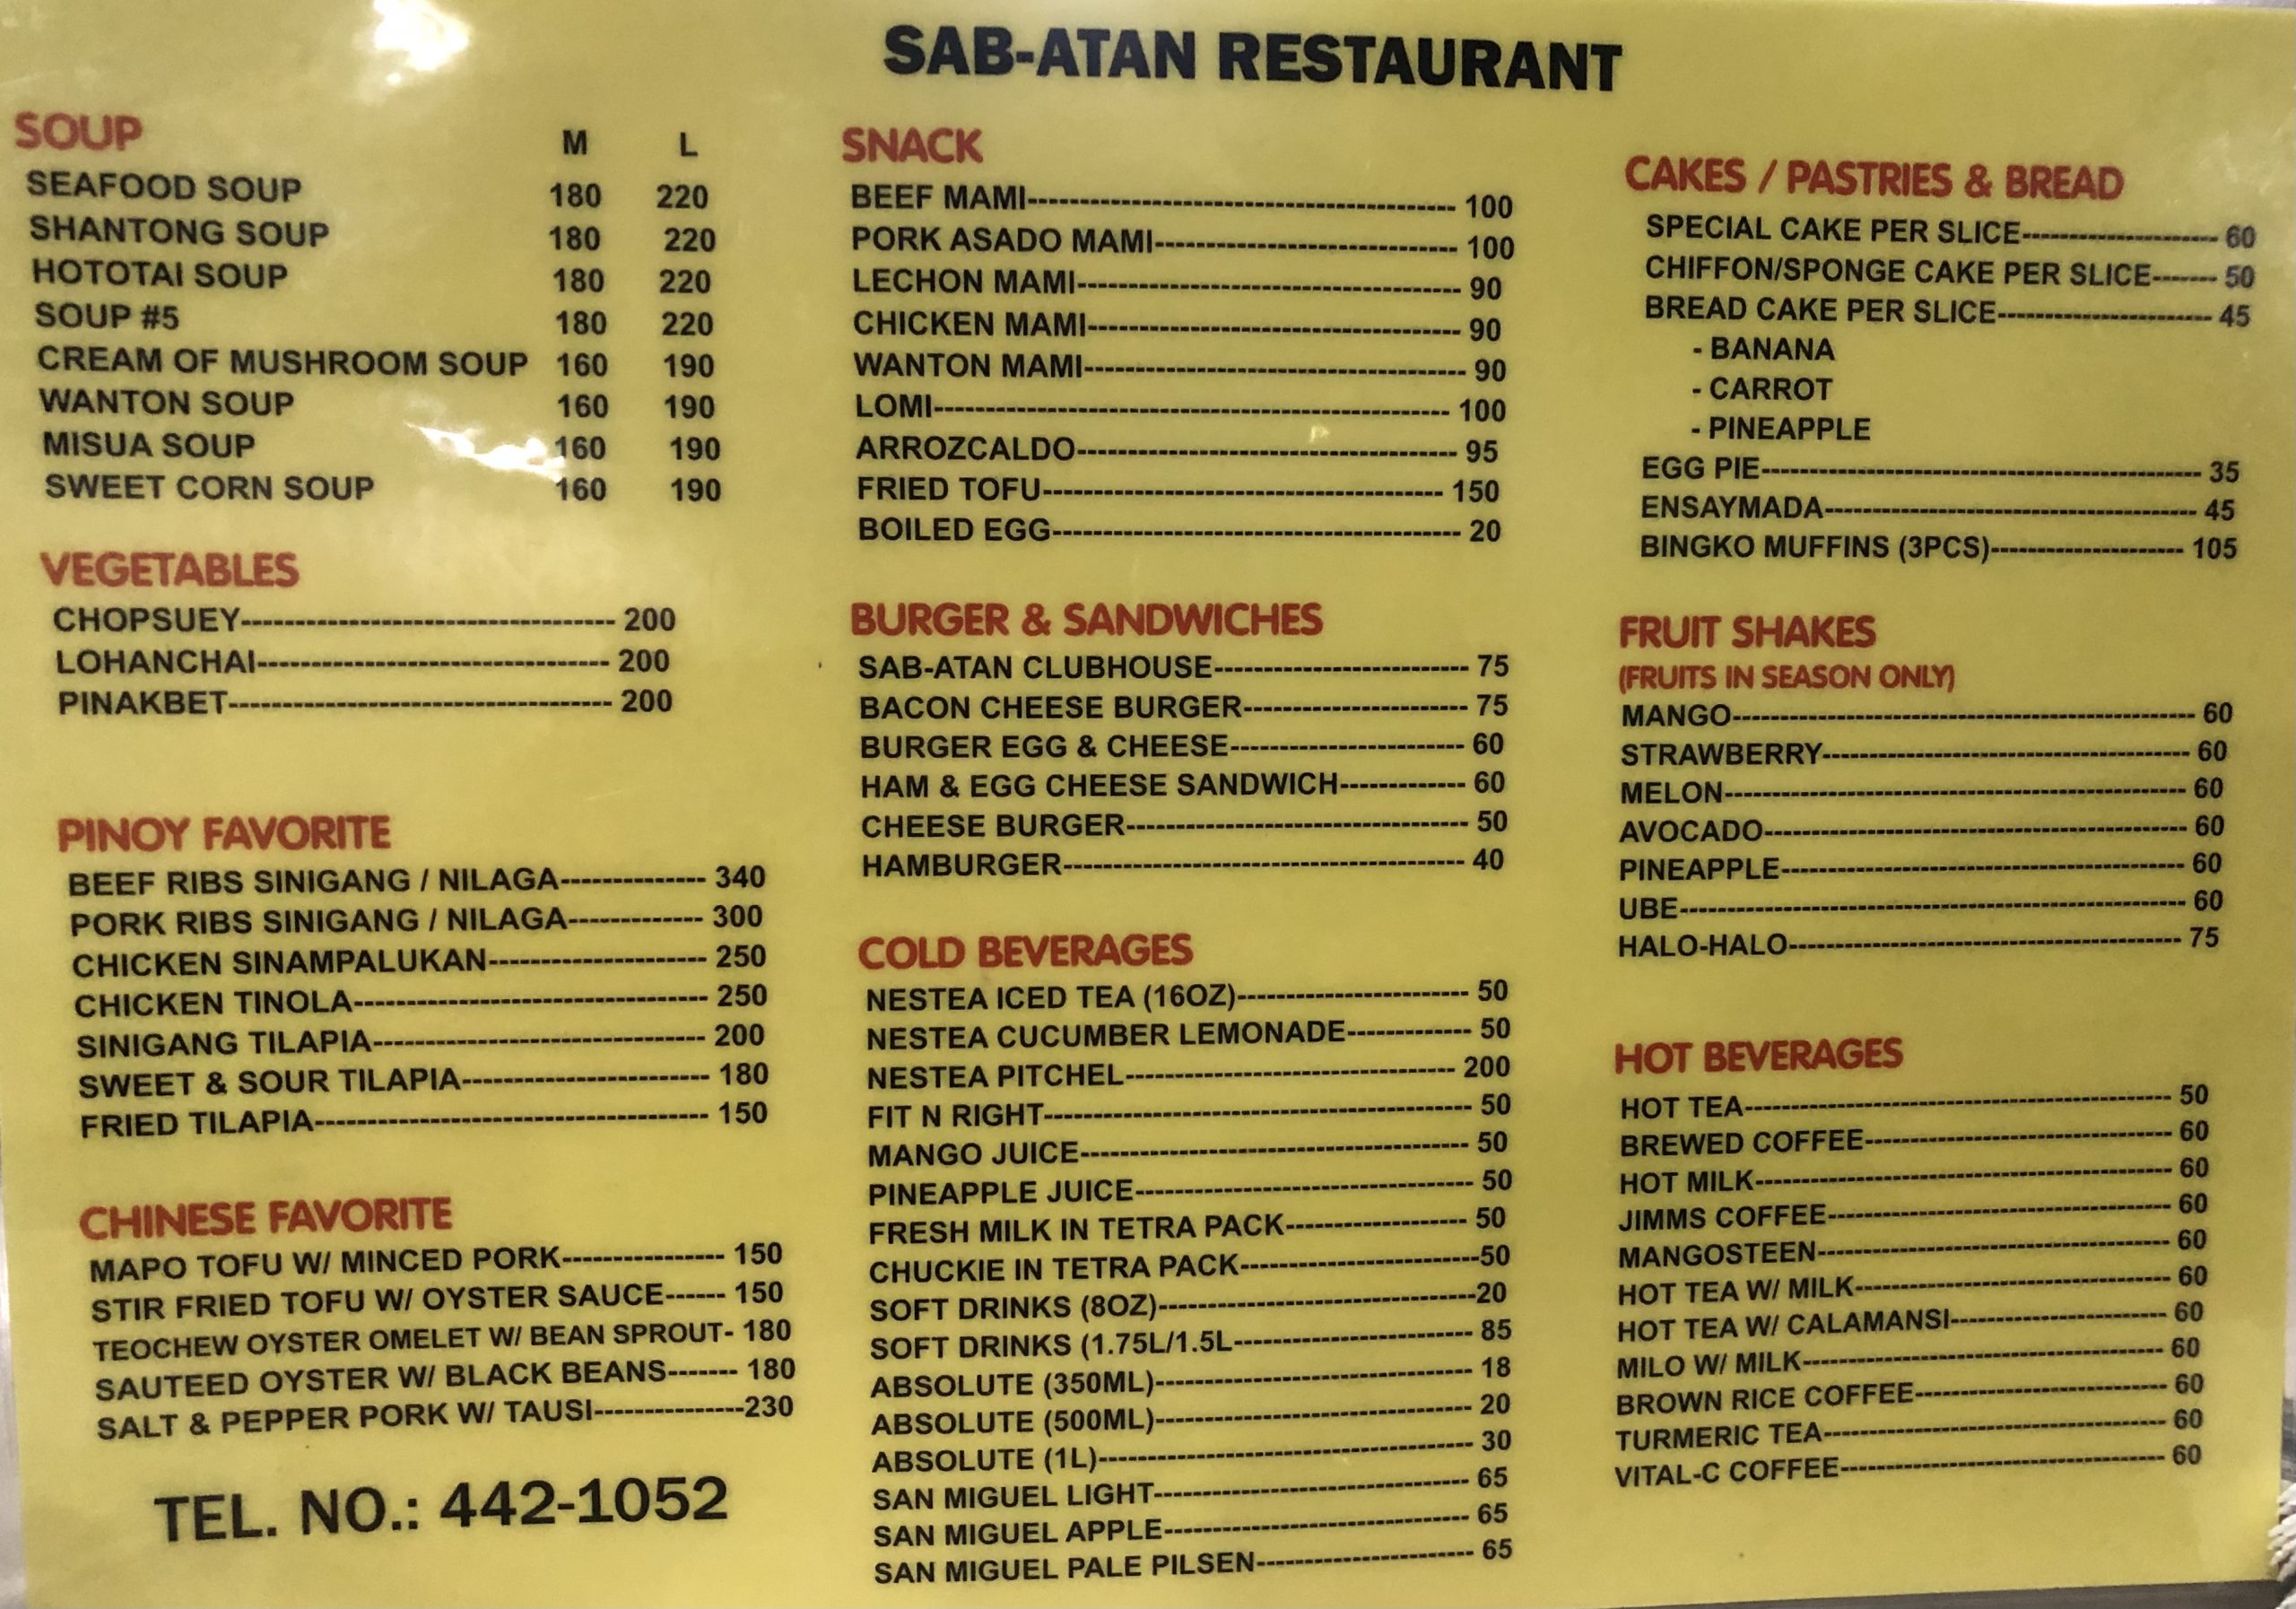 SAB-ATAN RESTAURANT
SOUP M L
SEAFOOD SOUP 180 220
SHANTONG SOUP 180 220
HOTOTAI SOUP 180 220
SOUP #5 180 220
CREAM OF MUSHROOM SOUP 160 190
WANTON SOUP 160 190
MISUA SOUP 160 190
SWEET CORN SOUP 160 190
VEGETABLES
CHOPSUEY----------------------------------- 200
LOHANCHAI--------------------------------- 200
PINAKBET------------------------------------ 200
PINOY FAVORITE
BEEF RIBS SINIGANG / NILAGA-------------- 340
PORK RIBS SINIGANG / NILAGA------------- 300
CHICKEN SINAMPALUKAN--------------------- 250
CHICKEN TINOLA---------------------------------- 250
SINIGANG TILAPIA-------------------------------- 200
SWEET & SOUR TILAPIA------------------------ 180
FRIED TILAPIA-------------------------------------- 150
CHINESE FAVORITE
MAPO TOFU W/ MINCED PORK---------------- 150
STIR FRIED TOFU W/ OYSTER SAUCE------ 150
TEOCHEW OYSTER OMELET W/ BEAN SPROUT- 180
SAUTEED OYSTER W/ BLACK BEANS------- 180
SALT & PEPPER PORK W/ TAUSI---------------230
TEL. NO.: 442-1052
SNACK
BEEF MAMI------------------------------------------ 100
PORK ASADO MAMI------------------------------ 100
LECHON MAMI-------------------------------------- 90
CHICKEN MAMI------------------------------------- 90
WANTON MAMI-------------------------------------- 90
LOMI--------------------------------------------------- 100
ARROZCALDO-------------------------------------- 95
FRIED TOFU---------------------------------------- 150
BOILED EGG---------------------------------------- 20
BURGER & SANDWICHES
SAB-ATAN CLUBHOUSE------------------------- 75
BACON CHEESE BURGER---------------------- 75
BURGER EGG & CHEESE----------------------- 60
HAM & EGG CHEESE SANDWICH------------ 60
CHEESE BURGER---------------------------------- 50
HAMBURGER---------------------------------------- 40
COLD BEVERAGES
NESTEA ICED TEA (16OZ)----------------------- 50
NESTEA CUCUMBER LEMONADE------------ 50
NESTEA PITCHEL--------------------------------- 200
FIT N RIGHT------------------------------------------ 50
MANGO JUICE--------------------------------------- 50
PINEAPPLE JUICE---------------------------------- 50
FRESH MILK IN TETRA PACK------------------ 50
CHUCKIE IN TETRA PACK------------------------50
SOFT DRINKS (8OZ)--------------------------------20
SOFT DRINKS (1.75L/1.5L------------------------ 85
ABSOLUTE (350ML)-------------------------------- 18
ABSOLUTE (500ML)-------------------------------- 20
ABSOLUTE (1L)-------------------------------------- 30
SAN MIGUEL LIGHT-------------------------------- 65
SAN MIGUEL APPLE------------------------------- 65
SAN MIGUEL PALE PILSEN---------------------- 65
CAKES / PASTRIES & BREAD
SPECIAL CAKE PER SLICE--------------------- 60
CHIFFON/SPONGE CAKE PER SLICE------- 50
BREAD CAKE PER SLICE----------------------- 45
- BANANA
- CARROT
- PINEAPPLE
EGG PIE----------------------------------------------- 35
ENSAYMADA---------------------------------------- 45
BINGKO MUFFINS (3PCS)-------------------- 105
FRUIT SHAKES
(FRUITS IN SEASON ONLY)
MANGO------------------------------------------------- 60
STRAWBERRY--------------------------------------- 60
MELON------------------------------------------------- 60
AVOCADO--------------------------------------------- 60
PINEAPPLE------------------------------------------- 60
UBE------------------------------------------------------ 60
HALO-HALO------------------------------------------ 75
HOT BEVERAGES
HOT TEA---------------------------------------------- 50
BREWED COFFEE-------------------------------- 60
HOT MILK-------------------------------------------- 60
JIMMS COFFEE------------------------------------ 60
MANGOSTEEN------------------------------------- 60
HOT TEA W/ MILK--------------------------------- 60
HOT TEA W/ CALAMANSI----------------------- 60
MILO W/ MILK-------------------------------------- 60
BROWN RICE COFFEE--------------------------- 60
TURMERIC TEA------------------------------------ 60
VITAL-C COFFEE---------------------------------- 60